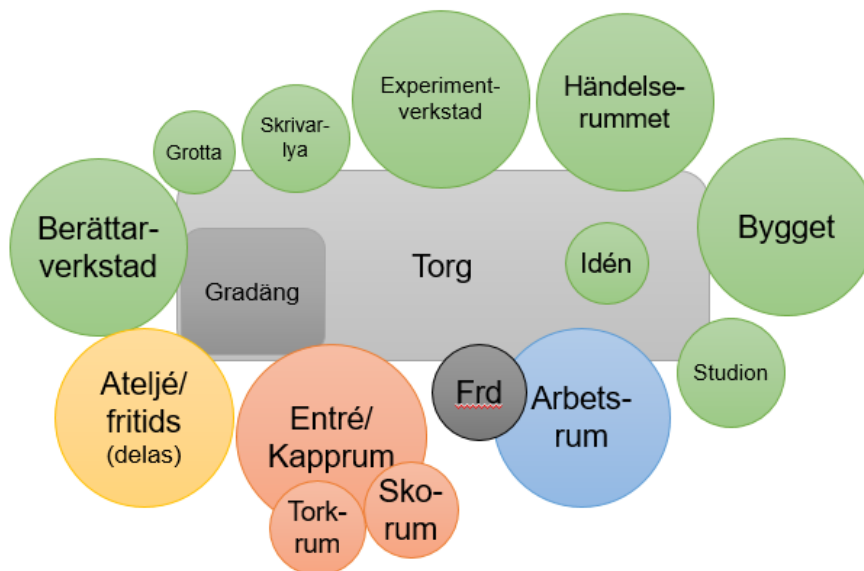 Experiment-
verkstad
Händelse-
rummet
Skrivar-
lya
Grotta
Berättar-
verkstad
Bygget
Torg
Idén
Gradäng
Studion
Ateljé/
fritids
(delas)
Entré/
Kapprum
Frd
Arbets-
rum
Tork-
rum
Sko-
rum